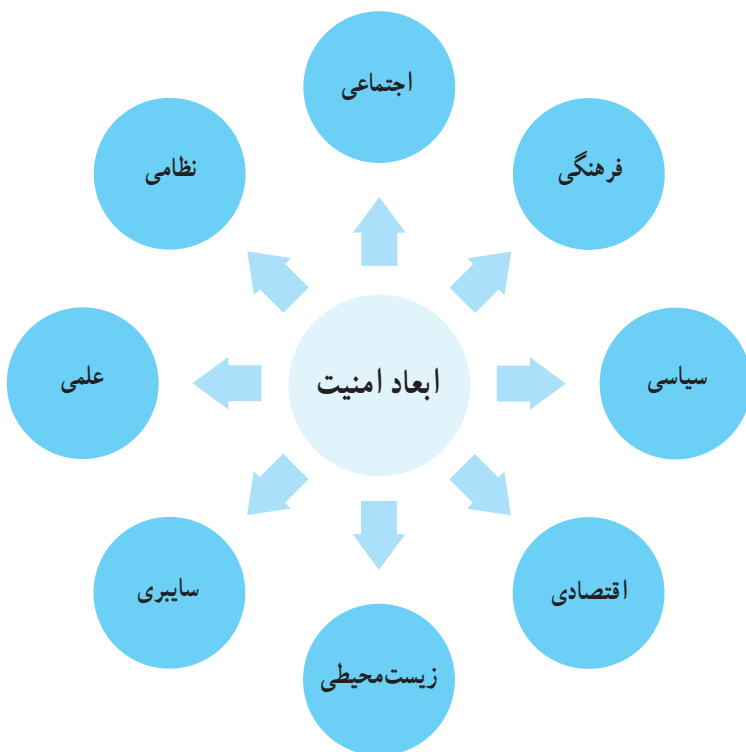 ابعاد امنیت
اجتماعی
فرهنگی
سیاسی
اقتصادی
زیست‌محیطی
سایبری
علمی
نظامی